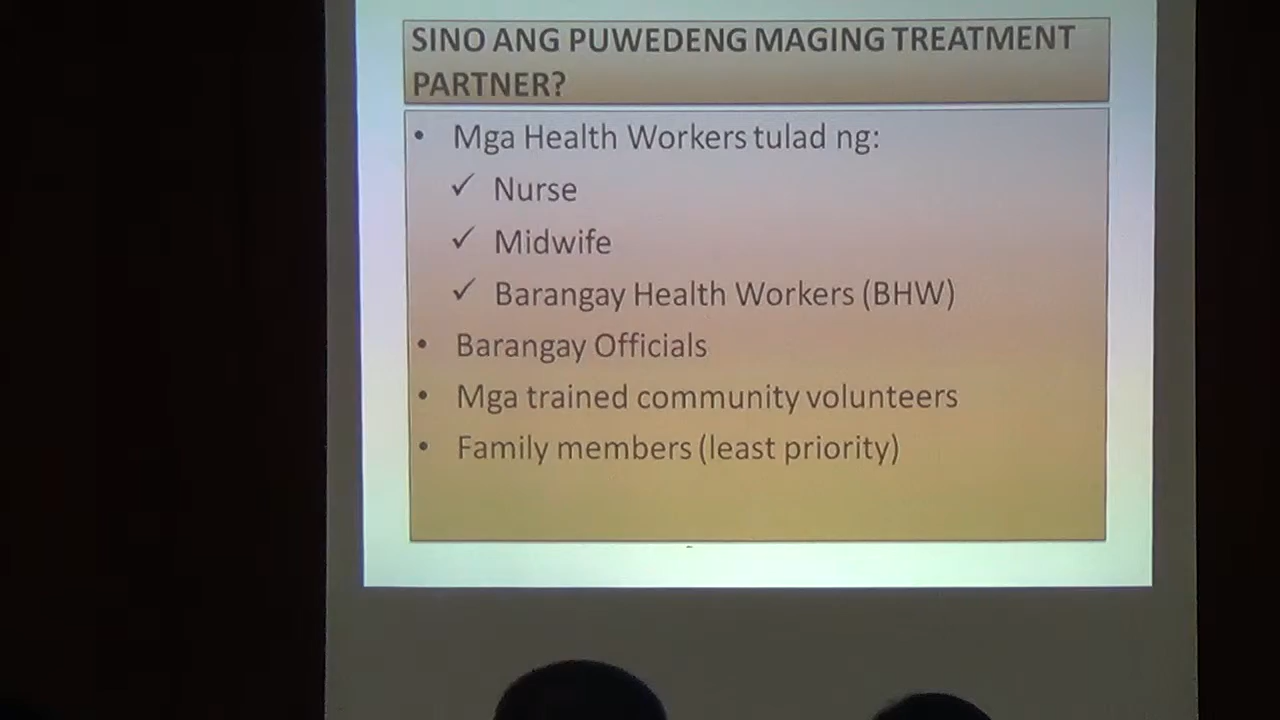 SINO ANG PUWEDENG MAGING TREATMENT
PARTNER?
• Mga Health Workers tulad ng:
✓ Nurse
✓ Midwife
✓ Barangay Health Workers (BHW)
• Barangay Officials
• Mga trained community volunteers
• Family members (least priority)